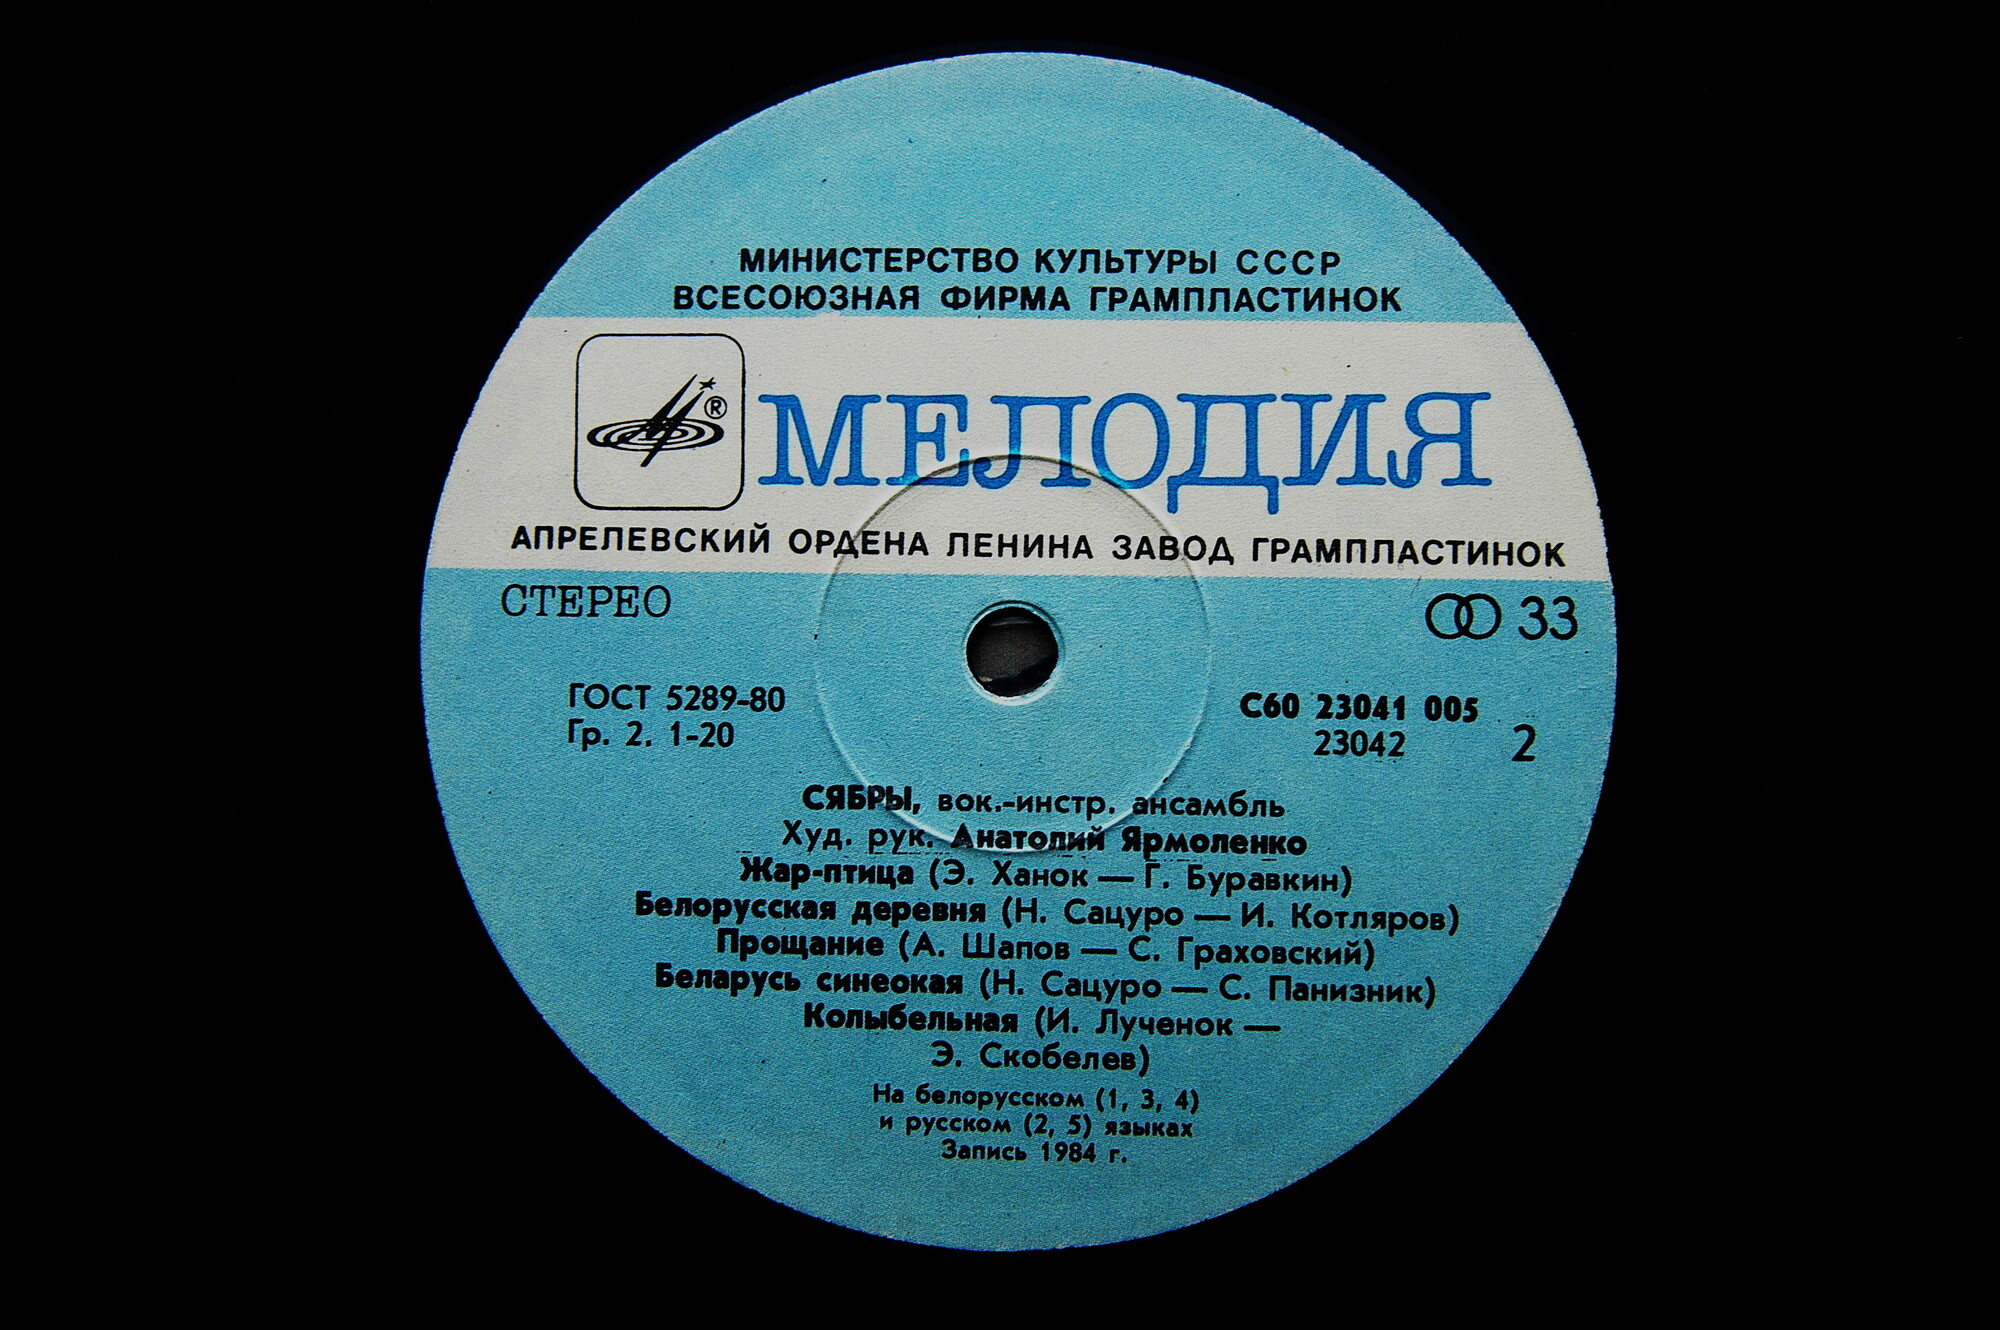 МИНИСТЕРСТВО КУЛЬТУРЫ СССР
ВСЕСОЮЗНАЯ ФИРМА ГРАМПЛАСТИНОК
® МЕЛОДИЯ
АПРЕЛЕВСКИЙ ОРДЕНА ЛЕНИНА ЗАВОД ГРАМПЛАСТИНОК
СТЕРЕО 33
ГОСТ 5289-80 С60 23041 005
Гр. 2. 1-20 23042 2
СЯБРЫ, вок.-инстр. ансамбль
Худ. рук. Анатолий Ярмоленко
Жар-птица (Э. Ханок — Г. Буравкин)
Белорусская деревня (Н. Сацуро — И. Котляров)
Прощание (А. Шапов — С. Граховский)
Беларусь синеокая (Н. Сацуро — С. Панизник)
Колыбельная (И. Лученок —
Э. Скобелев)
На белорусском (1, 3, 4)
и русском (2, 5) языках
Запись 1984 г.